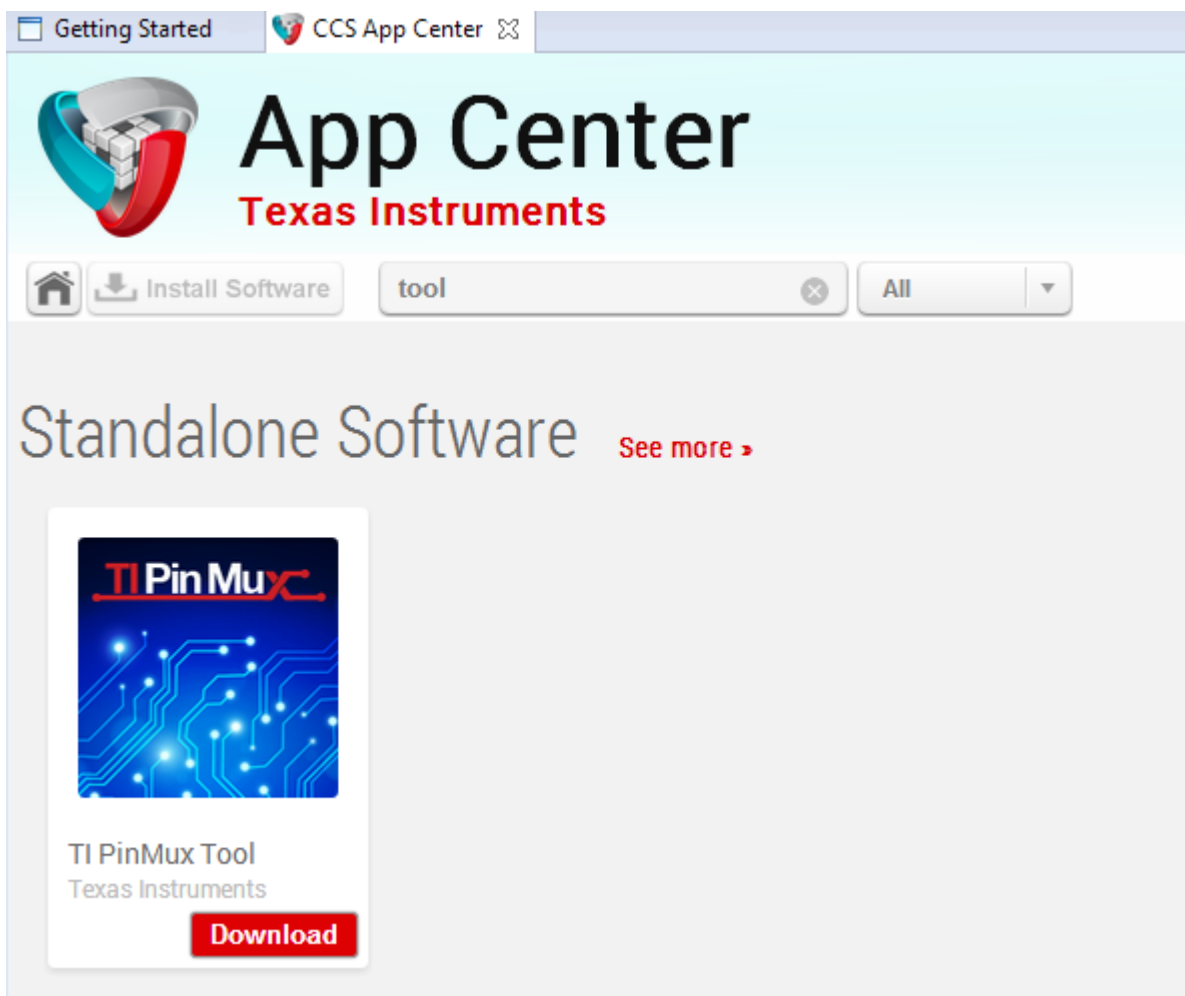 Getting Started CCS App Center
App Center
Texas Instruments
Install Software tool All
Standalone Software See more »
TI Pin Mux
TI PinMux Tool
Texas Instruments
Download